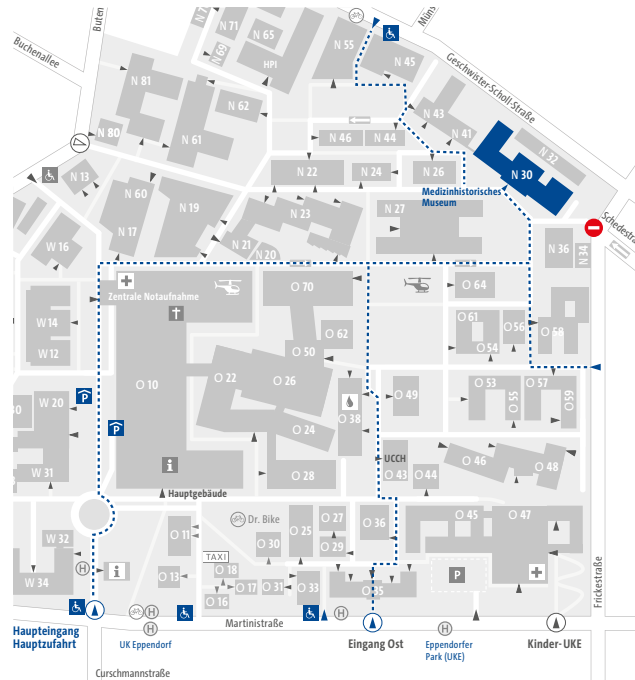 Buten
Buchenallee
Müns
Geschwister-Scholl-Straße
Schedestra
N 71
N 65
N 69
HPI
N 55
N 45
N 81
N 62
N 80
N 61
N 43
N 41
N 32
N 46
N 44
N 13
N 22
N 24
N 26
N 30
Medizinhistorisches
Museum
N 60
N 19
N 17
N 23
N 27
N 21
N 20
W 16
N 36
N 34
Zentrale Notaufnahme
O 70
O 64
W 14
W 12
O 62
O 61
O 56
O 58
O 54
O 50
O 10
O 22
O 26
O 53
O 57
O 55
O 59
O 49
W 20
30
P
P
O 38
O 24
UCCH
O 43
O 44
O 46
O 48
W 31
i
O 28
Hauptgebäude
Dr. Bike
O 25
O 27
O 36
O 45
O 47
O 11
O 29
O 30
W 32
H
i
TAXI
O 18
O 13
O 17
O 31
O 33
O 35
P
W 34
O 16
Frickestraße
H
H
H
H
Martinistraße
Haupteingang
Hauptzufahrt
UK Eppendorf
Eingang Ost
Eppendorfer
Park (UKE)
Kinder-UKE
Curschmannstraße